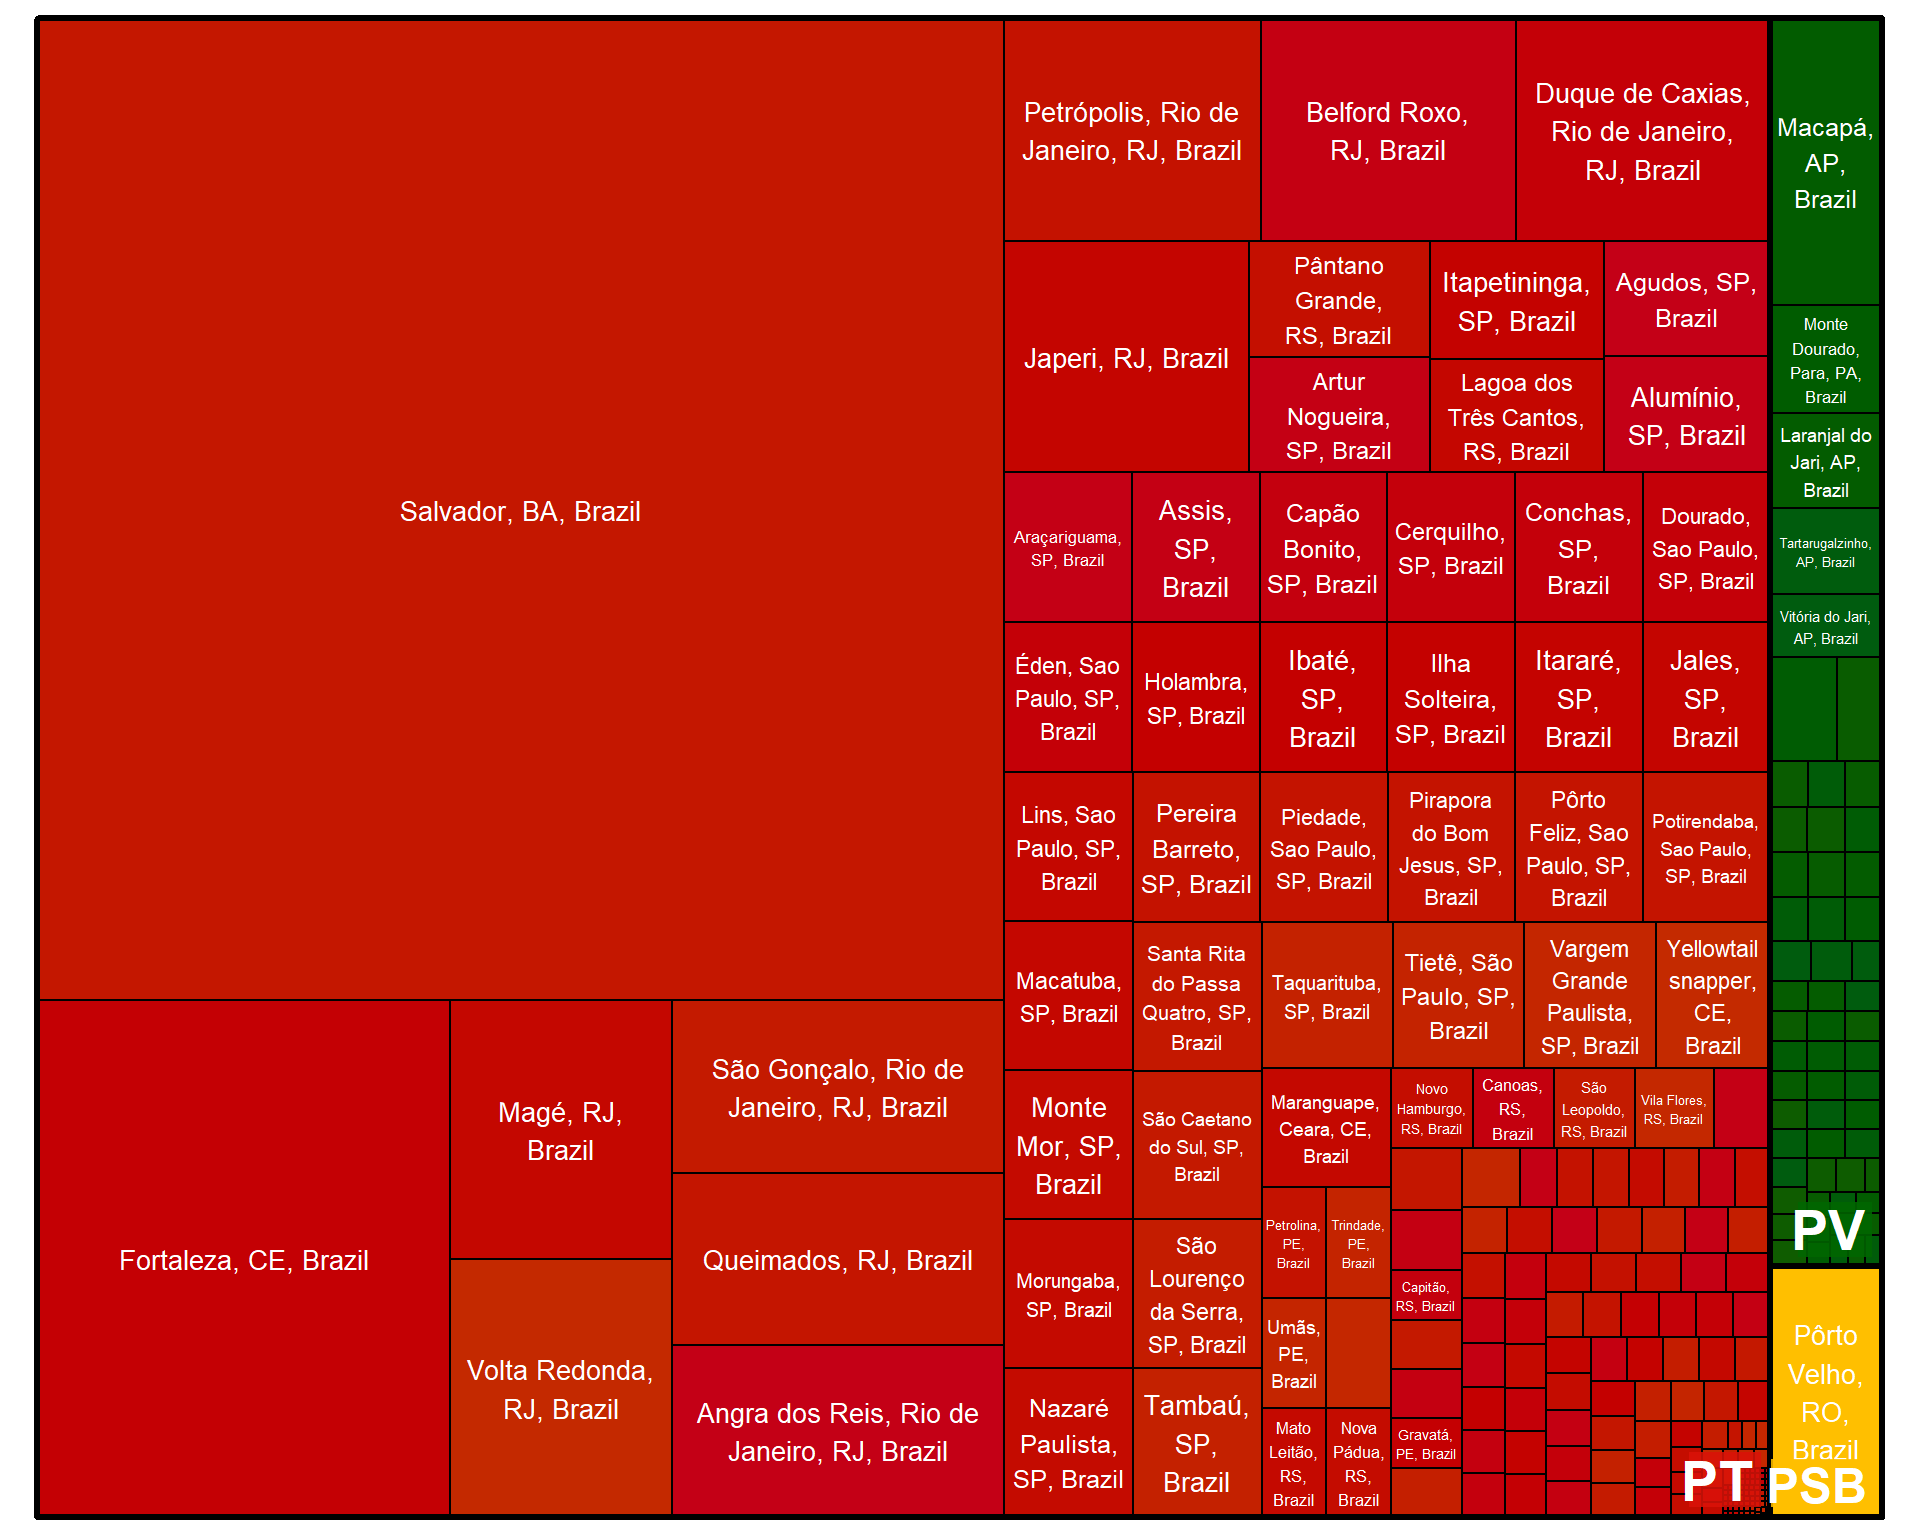 Salvador, BA, Brazil
Fortaleza, CE, Brazil
Magé, RJ,
Brazil
Volta Redonda,
RJ, Brazil
São Gonçalo, Rio de
Janeiro, RJ, Brazil
Queimados, RJ, Brazil
Angra dos Reis, Rio de
Janeiro, RJ, Brazil
Petrópolis, Rio de
Janeiro, RJ, Brazil
Belford Roxo,
RJ, Brazil
Duque de Caxias,
Rio de Janeiro,
RJ, Brazil
Japeri, RJ, Brazil
Pântano
Grande,
RS, Brazil
Artur
Nogueira,
SP, Brazil
Itapetininga,
SP, Brazil
Lagoa dos
Três Cantos,
RS, Brazil
Agudos, SP,
Brazil
Alumínio,
SP, Brazil
Araçariguama,
SP, Brazil
Assis,
SP,
Brazil
Capão
Bonito,
SP, Brazil
Cerquilho,
SP, Brazil
Conchas,
SP,
Brazil
Dourado,
Sao Paulo,
SP, Brazil
Éden, Sao
Paulo, SP,
Brazil
Holambra,
SP, Brazil
Ibaté,
SP,
Brazil
Ilha
Solteira,
SP, Brazil
Itararé,
SP,
Brazil
Jales,
SP,
Brazil
Lins, Sao
Paulo, SP,
Brazil
Pereira
Barreto,
SP, Brazil
Piedade,
Sao Paulo,
SP, Brazil
Pirapora
do Bom
Jesus, SP,
Brazil
Pôrto
Feliz, Sao
Paulo, SP,
Brazil
Potirendaba,
Sao Paulo,
SP, Brazil
Macatuba,
SP, Brazil
Santa Rita
do Passa
Quatro, SP,
Brazil
Taquarituba,
SP, Brazil
Tietê, São
Paulo, SP,
Brazil
Vargem
Grande
Paulista,
SP, Brazil
Yellowtail
snapper,
CE,
Brazil
Monte
Mor, SP,
Brazil
São Caetano
do Sul, SP,
Brazil
Maranguape,
Ceara, CE,
Brazil
Novo
Hamburgo,
RS, Brazil
Canoas,
RS,
Brazil
São
Leopoldo,
RS, Brazil
Vila Flores,
RS, Brazil
Morungaba,
SP, Brazil
São
Lourenço
da Serra,
SP, Brazil
Petrolina,
PE,
Brazil
Trindade,
PE,
Brazil
Umãs,
PE,
Brazil
Capitão,
RS, Brazil
Nazaré
Paulista,
SP, Brazil
Tambaú,
SP,
Brazil
Mato
Leitão,
RS,
Brazil
Nova
Pádua,
RS,
Brazil
Gravatá,
PE, Brazil
PT
Macapá,
AP,
Brazil
Monte
Dourado,
Para, PA,
Brazil
Laranjal do
Jari, AP,
Brazil
Tartarugalzinho,
AP, Brazil
Vitória do Jari,
AP, Brazil
PV
Pôrto
Velho,
RO,
Brazil
PSB